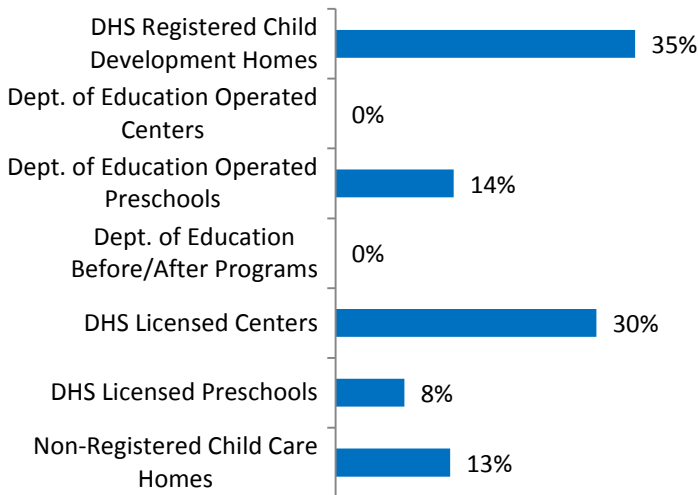 DHS Registered Child
Development Homes
35%
Dept. of Education Operated
Centers
0%
Dept. of Education Operated
Preschools
14%
Dept. of Education
Before/After Programs
0%
DHS Licensed Centers
30%
DHS Licensed Preschools
8%
Non-Registered Child Care
Homes
13%